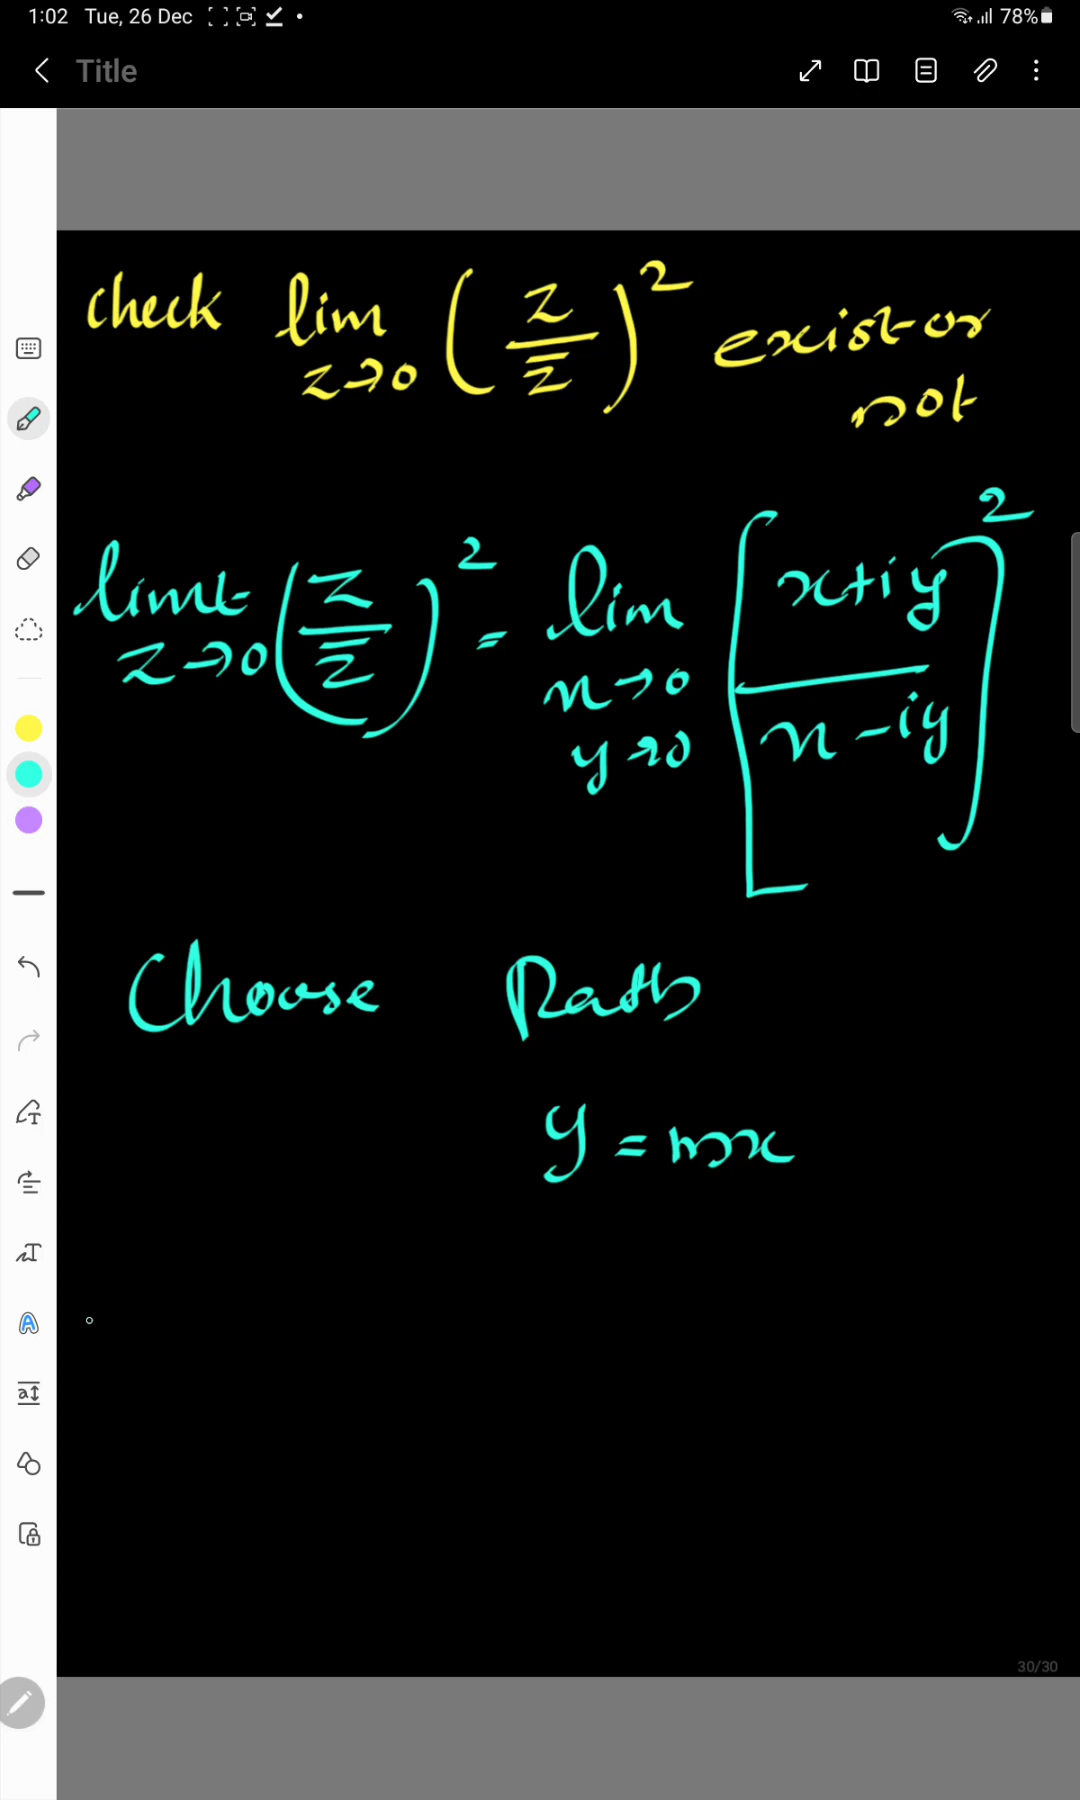 1:02 Tue, 26 Dec 78%
Title
check lim ( z / z̅ )² exist or
z→0 not
limt ( z / z̅ )² = lim [ x+iy / x-iy ]²
z→0 x→0
y→0
Choose Path
y = mx
30/30